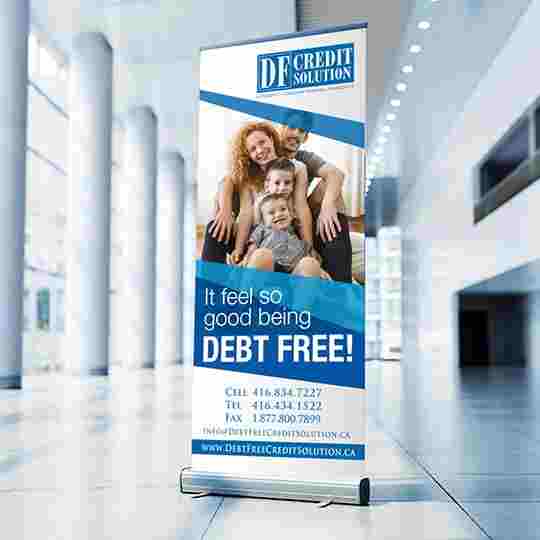 DF CREDIT
SOLUTION
It feel so
good being
DEBT FREE!
CELL 416.834.7227
TEL 416.434.1522
FAX 1.877.800.7899
INFO@DEBTFREECREDITSOLUTION.CA
WWW.DEBTFREECREDITSOLUTION.CA